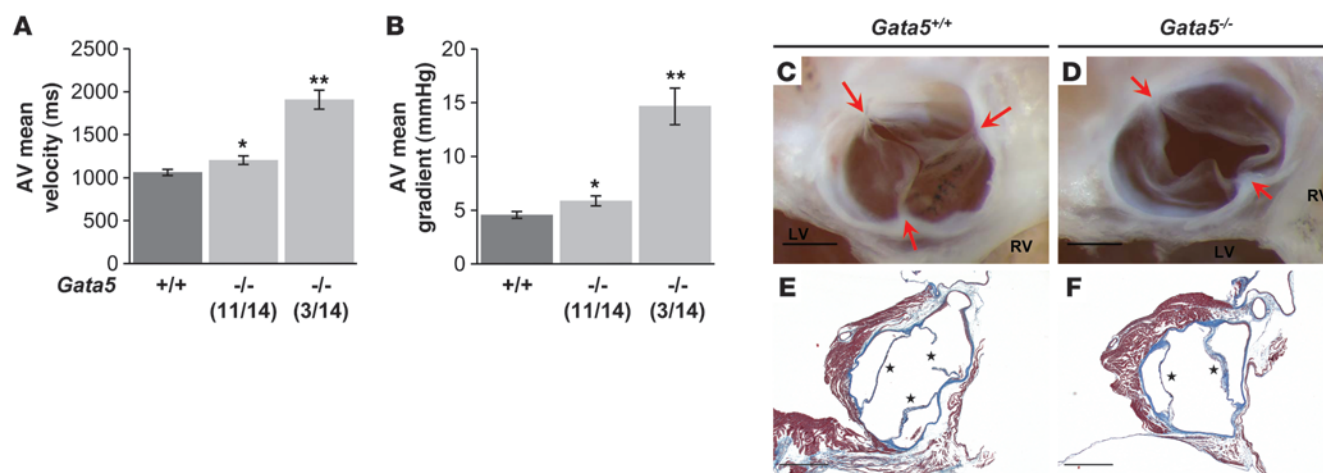 A
AV mean
velocity (ms)
2500
2000
1500
1000
500
0
*
**
Gata5 +/+ -/- -/-
(11/14) (3/14)
B
AV mean
gradient (mmHg)
20
15
10
5
0
*
**
+/+ -/- -/-
(11/14) (3/14)
Gata5+/+
Gata5-/-
C
LV
RV
D
RV
LV
E
F